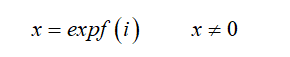 x = expf (i) x ≠ 0